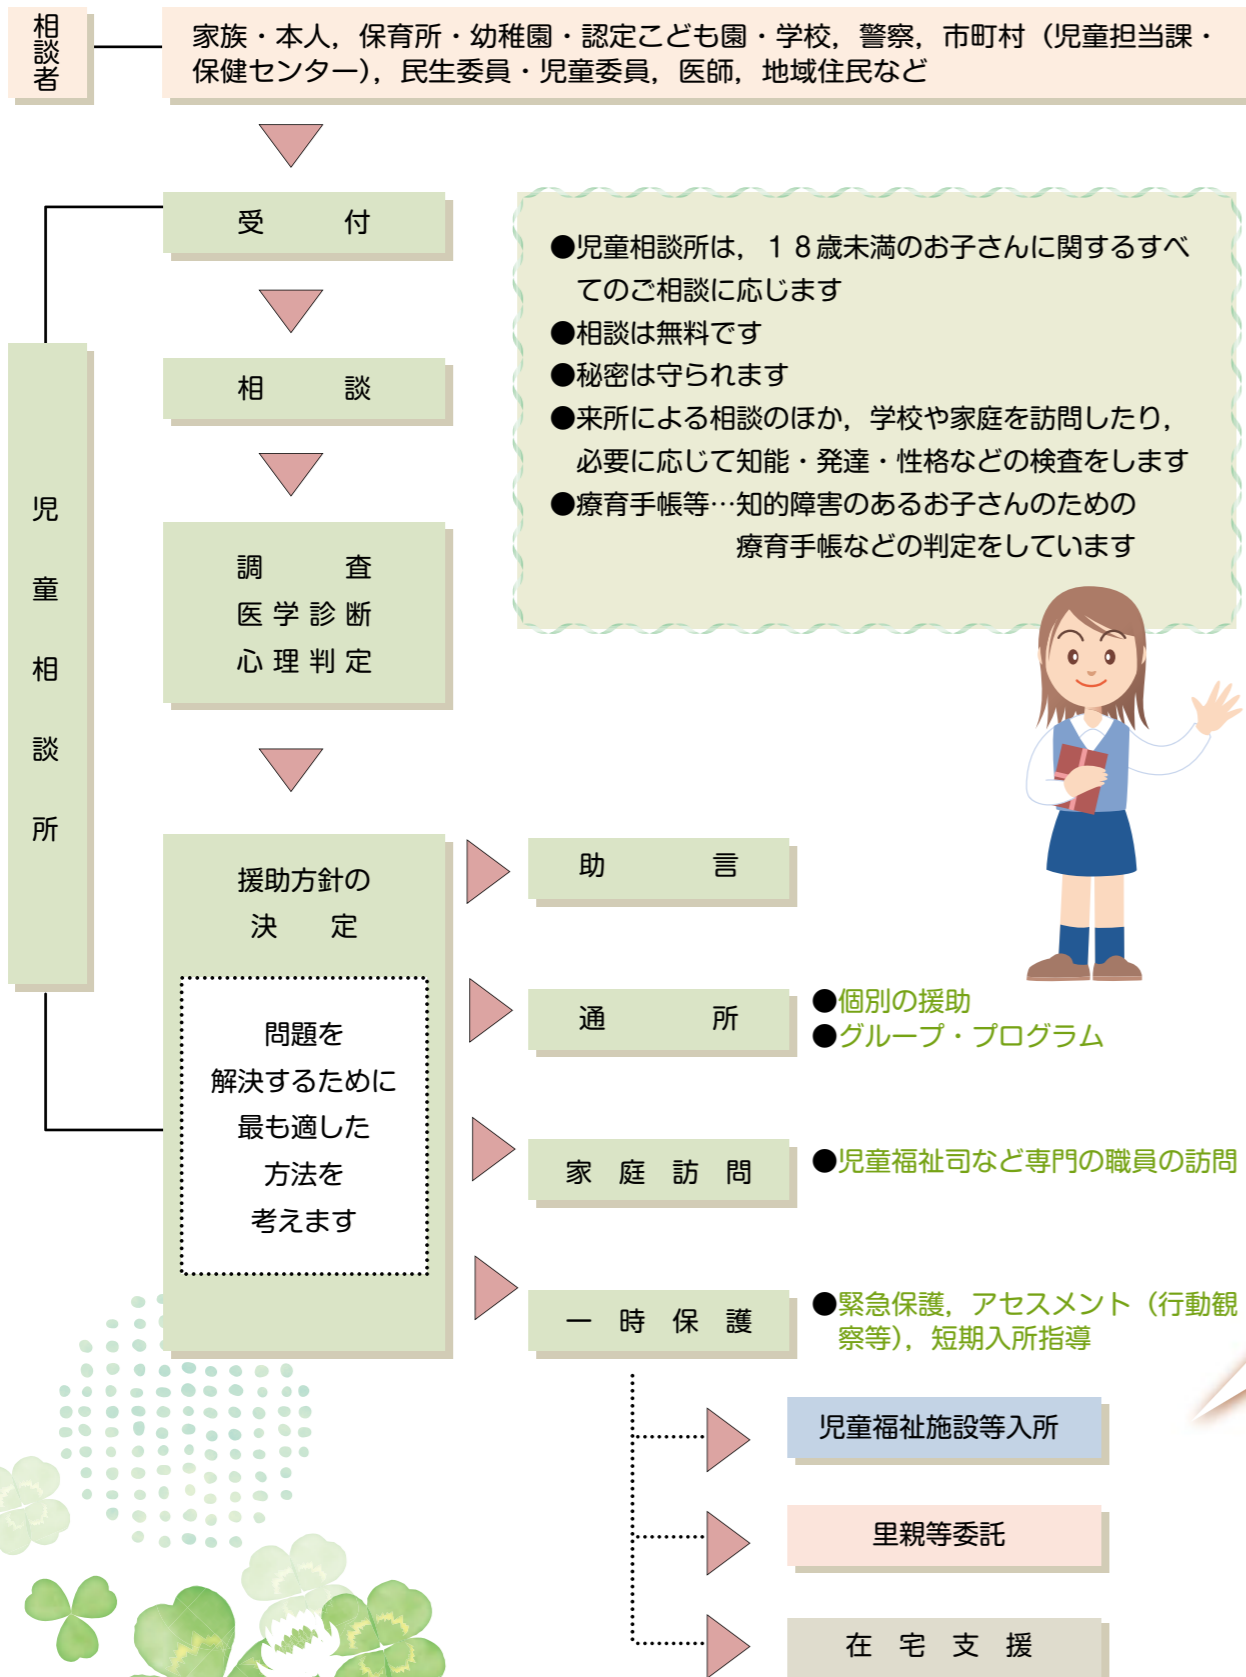 相談者
家族・本人，保育所・幼稚園・認定こども園・学校，警察，市町村（児童担当課・
保健センター），民生委員・児童委員，医師，地域住民など
児童相談所
受付
相談
調査
医学診断
心理判定
●児童相談所は，１８歳未満のお子さんに関するすべ
てのご相談に応じます
●相談は無料です
●秘密は守られます
●来所による相談のほか，学校や家庭を訪問したり，
必要に応じて知能・発達・性格などの検査をします
●療育手帳等…知的障害のあるお子さんのための
療育手帳などの判定をしています
援助方針の
決定
問題を
解決するために
最も適した
方法を
考えます
助言
通所
●個別の援助
●グループ・プログラム
家庭訪問
●児童福祉司など専門の職員の訪問
一時保護
●緊急保護，アセスメント（行動観
察等），短期入所指導
児童福祉施設等入所
里親等委託
在宅支援